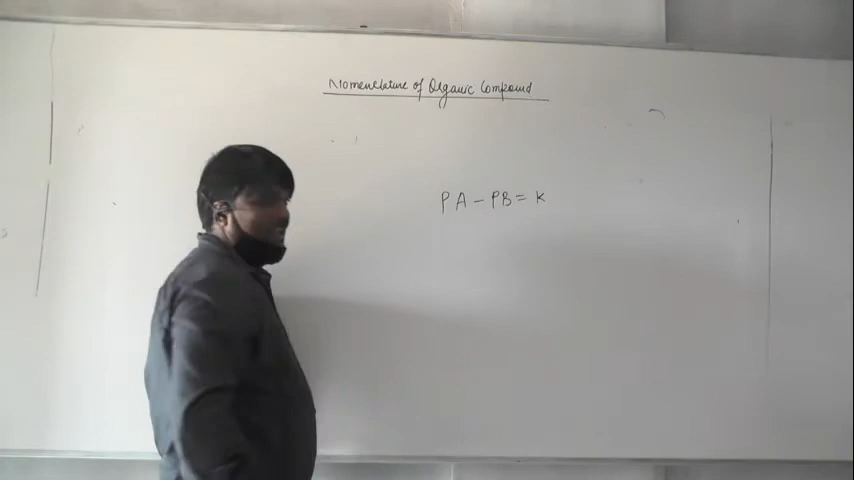 Nomenclature of Organic Compound
PA - PB = K